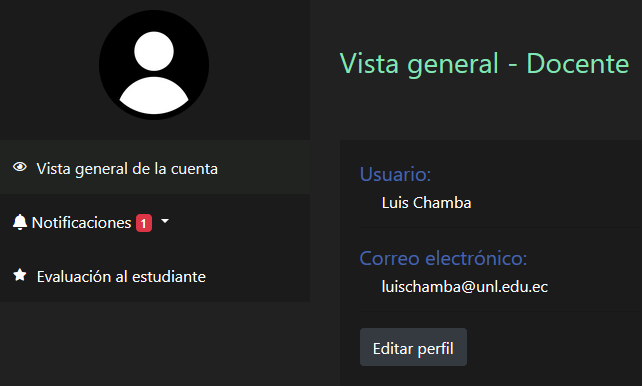 Vista general - Docente
Vista general de la cuenta
Notificaciones 1
Evaluación al estudiante
Usuario:
Luis Chamba
Correo electrónico:
luischamba@unl.edu.ec
Editar perfil